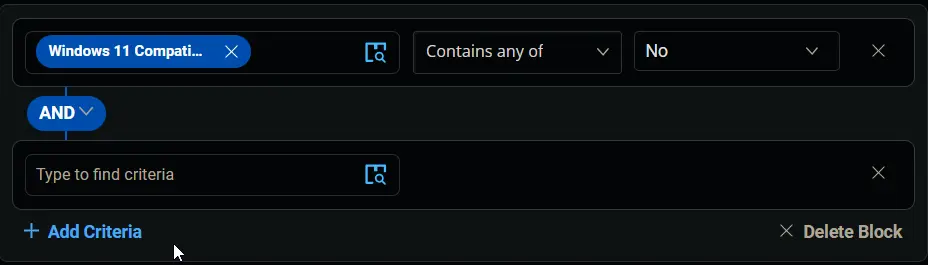 Windows 11 Compati... Contains any of No
AND
Type to find criteria
Add Criteria Delete Block